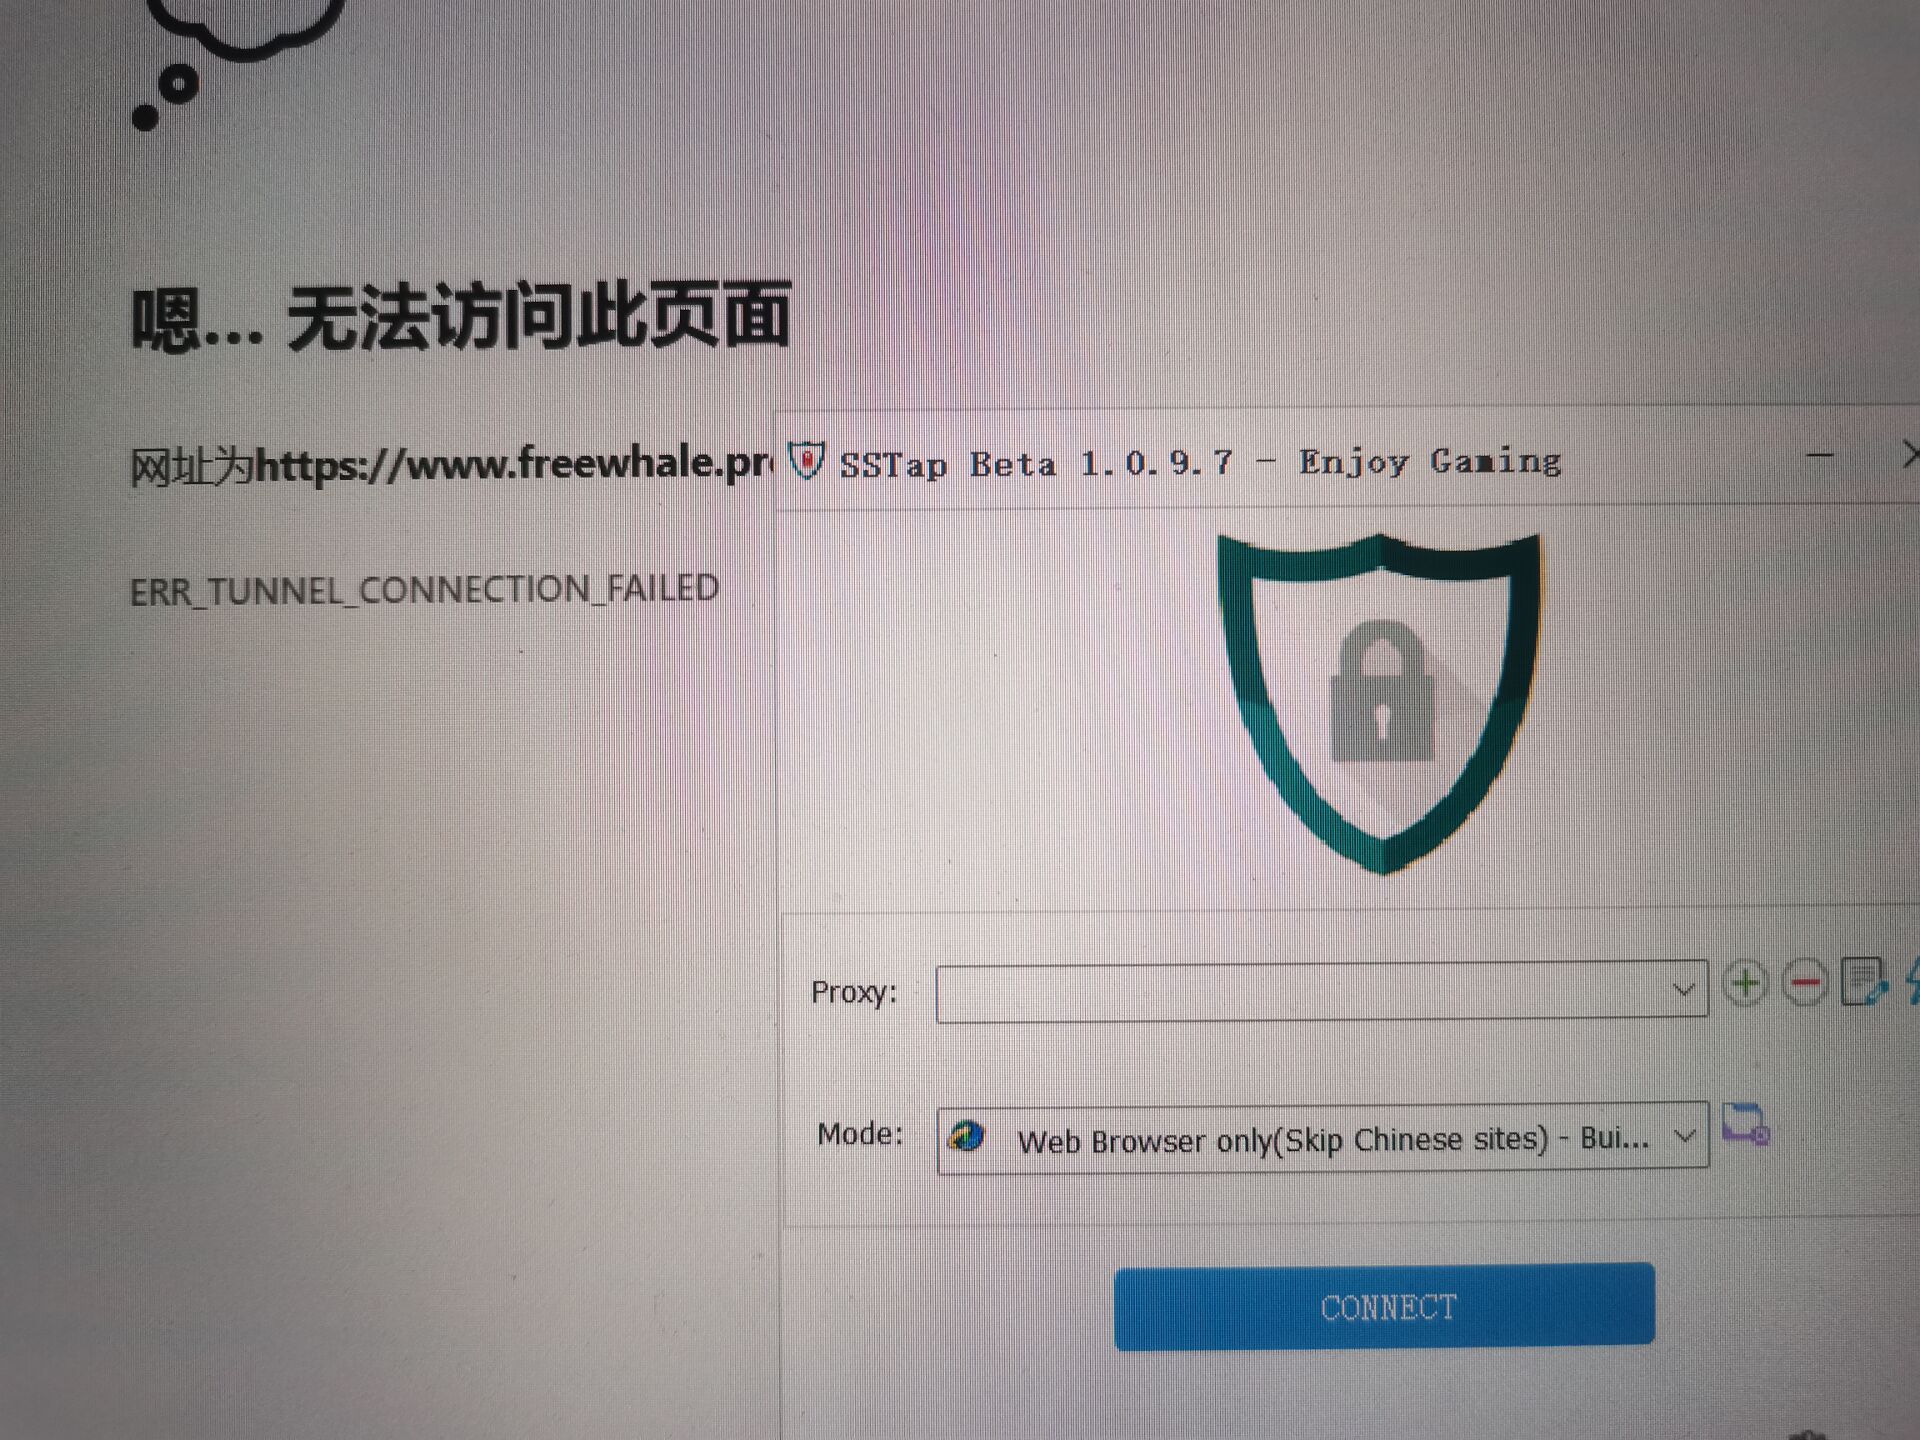 嗯... 无法访问此页面
网址为https://www.freewhale.pr
ERR_TUNNEL_CONNECTION_FAILED
SSTap Beta 1.0.9.7 - Enjoy Gaming
Proxy:
Mode:
Web Browser only(Skip Chinese sites) - Bui...
CONNECT